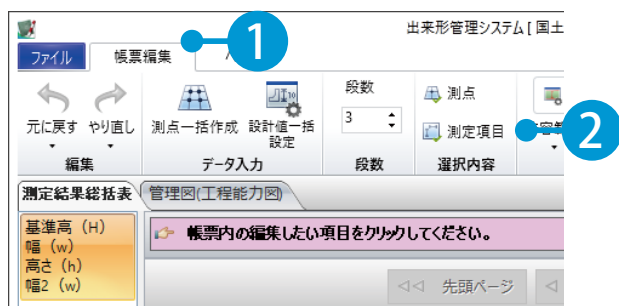 出来形管理システム [ 国土
ファイル 帳票編集
1
元に戻す やり直し 測点一括作成 設計値一括設定 段数 3 測点 測定項目
2
編集 データ入力 段数 選択内容
測定結果総括表 管理図(工程能力図)
基準高 (H)
幅 (w)
高さ (h)
幅2 (w)
帳票内の編集したい項目をクリックしてください。
先頭ページ